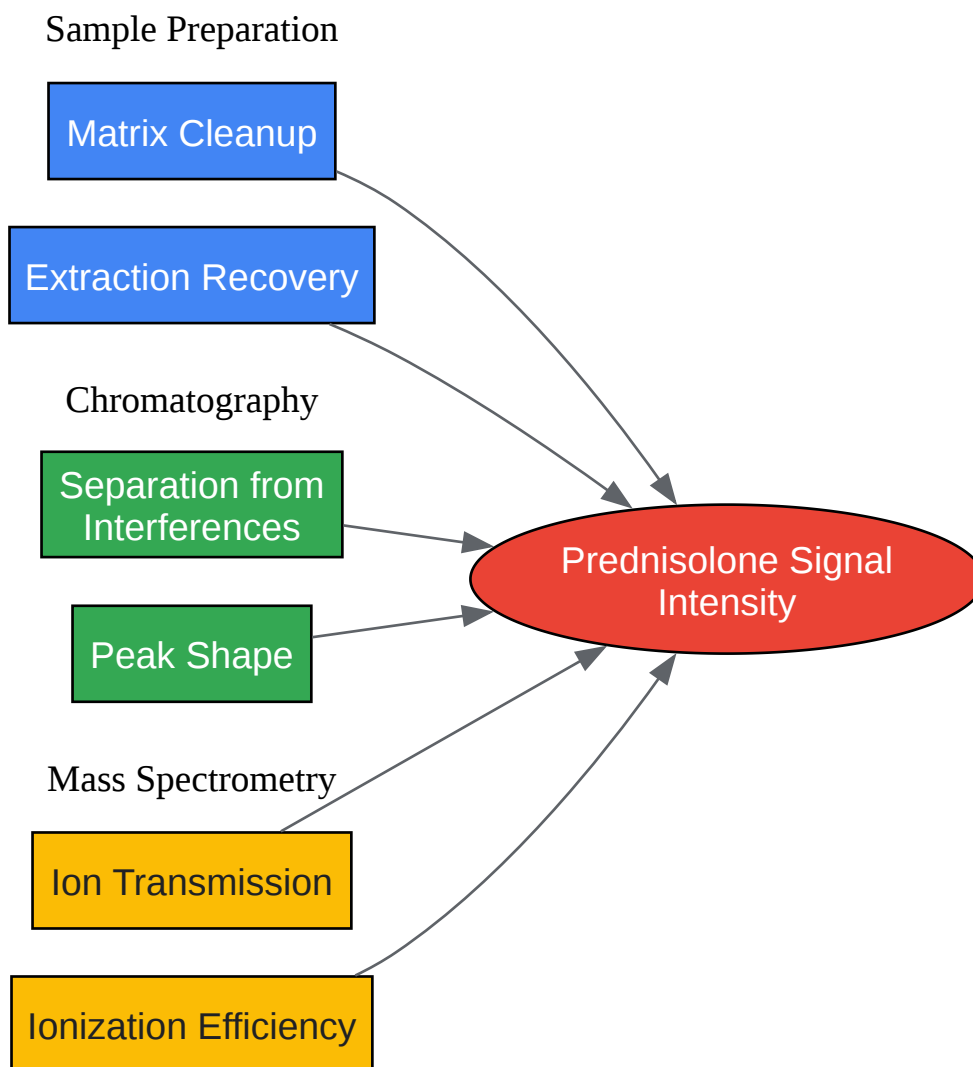 Sample Preparation
Matrix Cleanup
Extraction Recovery
Chromatography
Separation from
Interferences
Peak Shape
Prednisolone Signal
Intensity
Mass Spectrometry
Ion Transmission
Ionization Efficiency